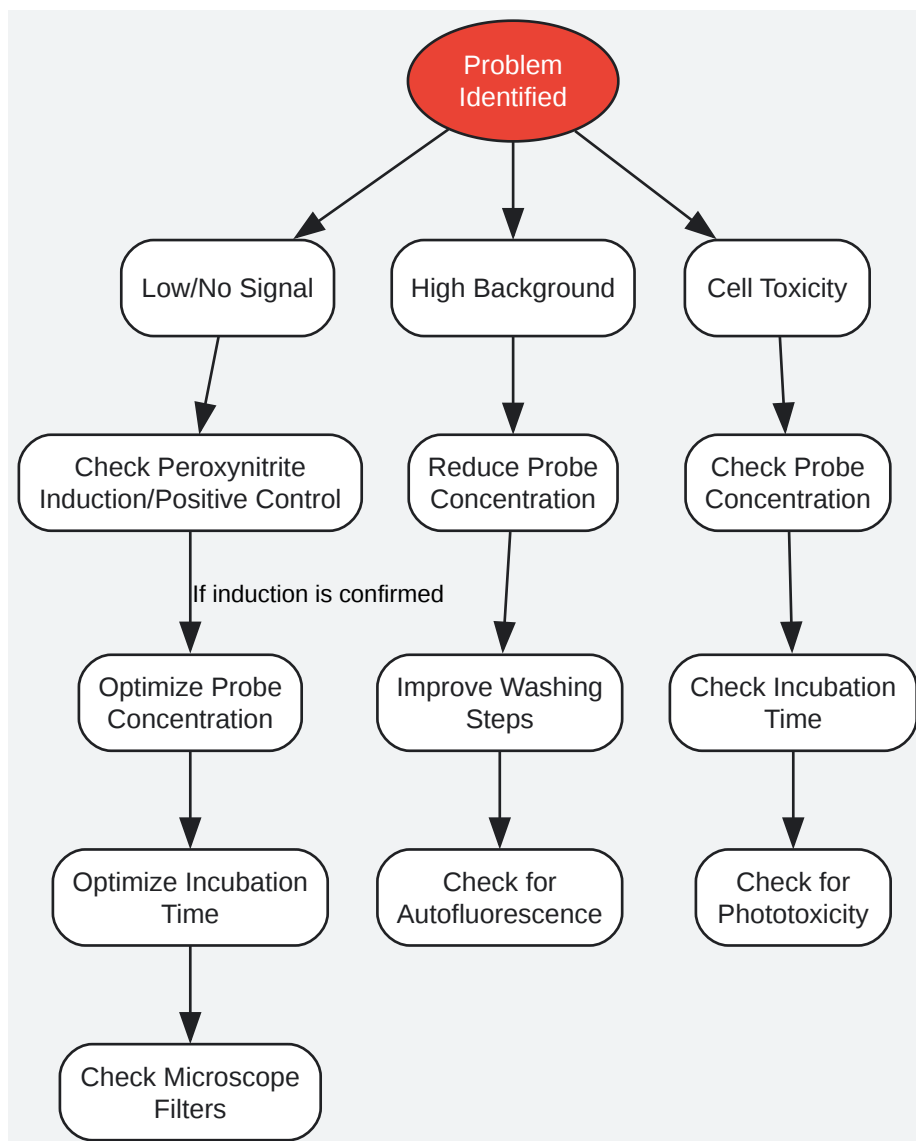 Problem
Identified
Low/No Signal
High Background
Cell Toxicity
Check Peroxynitrite
Induction/Positive Control
Reduce Probe
Concentration
Check Probe
Concentration
If induction is confirmed
Optimize Probe
Concentration
Improve Washing
Steps
Check Incubation
Time
Optimize Incubation
Time
Check for
Autofluorescence
Check for
Phototoxicity
Check Microscope
Filters